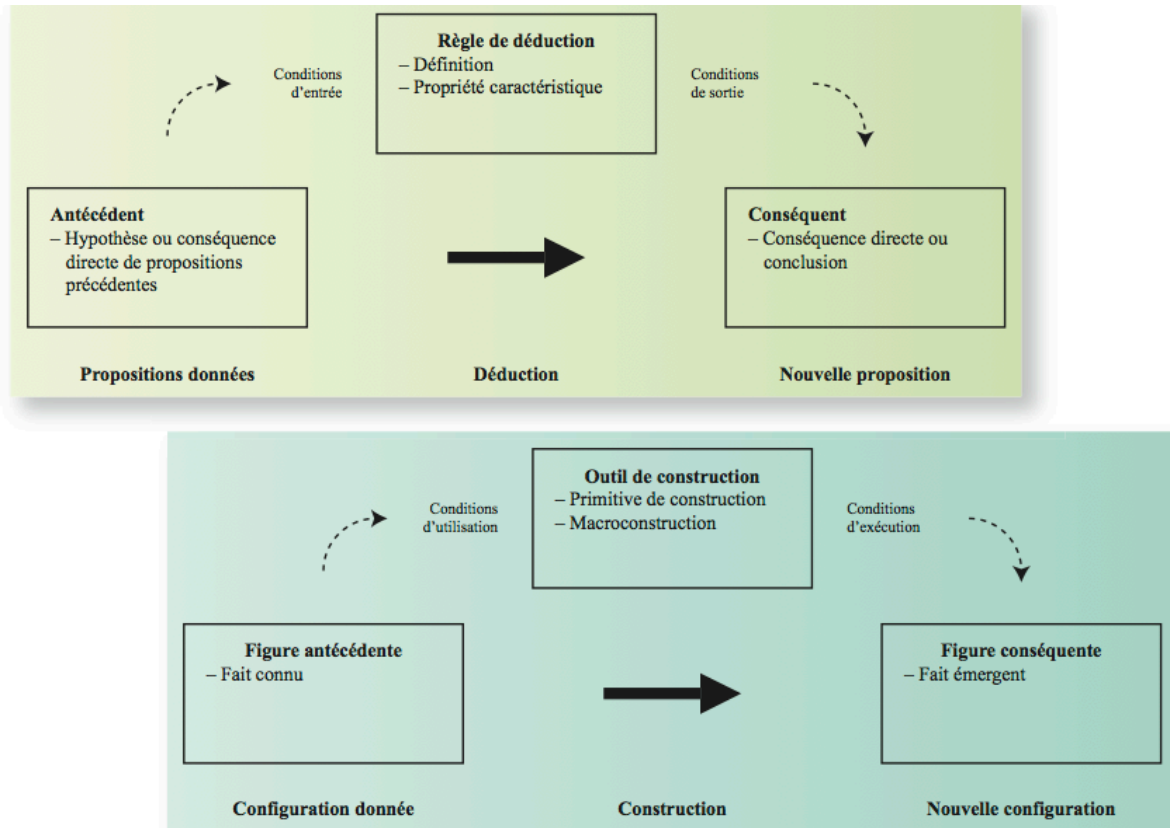 Règle de déduction
– Définition
– Propriété caractéristique
Conditions
d’entrée
Conditions
de sortie
Antécédent
– Hypothèse ou conséquence
directe de propositions
précédentes
Conséquent
– Conséquence directe ou
conclusion
Propositions données
Déduction
Nouvelle proposition
Outil de construction
– Primitive de construction
– Macroconstruction
Conditions
d’utilisation
Conditions
d’exécution
Figure antécédente
– Fait connu
Figure conséquente
– Fait émergent
Configuration donnée
Construction
Nouvelle configuration